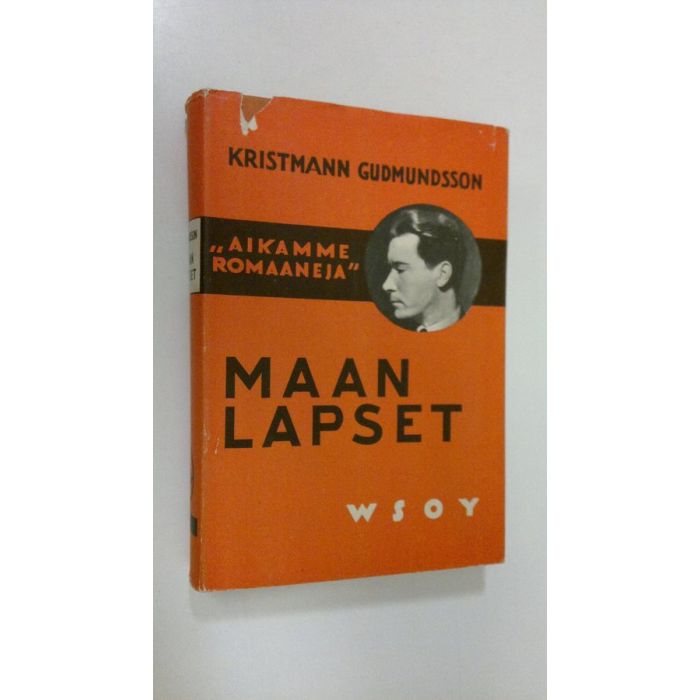 KRISTMANN GUDMUNDSSON
„AIKAMME
ROMAANEJA”
MAAN
LAPSET
WSOY